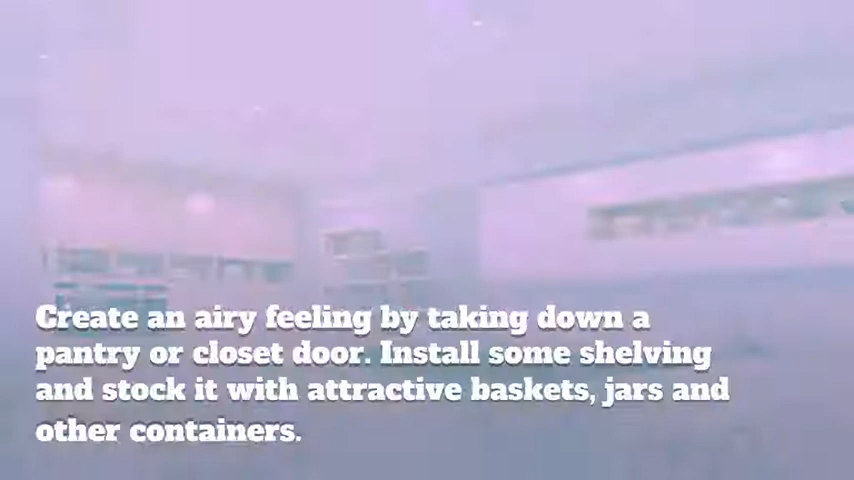 Create an airy feeling by taking down a
pantry or closet door. Install some shelving
and stock it with attractive baskets, jars and
other containers.